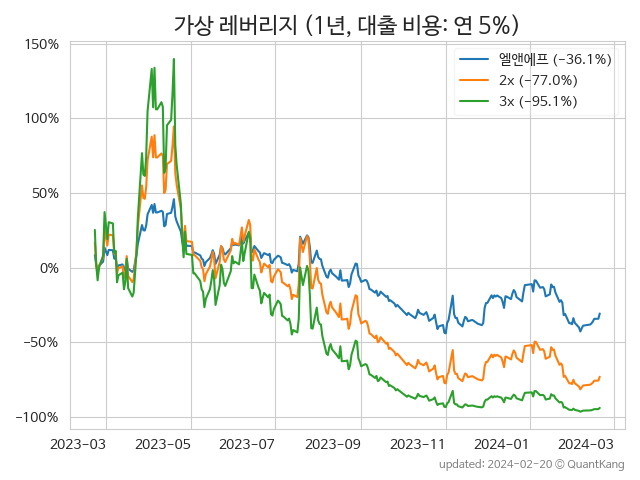 가상 레버리지 (1년, 대출 비용: 연 5%)
150%
100%
50%
0%
−50%
−100%
엘앤에프 (-36.1%)
2x (-77.0%)
3x (-95.1%)
2023-03 2023-05 2023-07 2023-09 2023-11 2024-01 2024-03
updated: 2024-02-20 © QuantKang